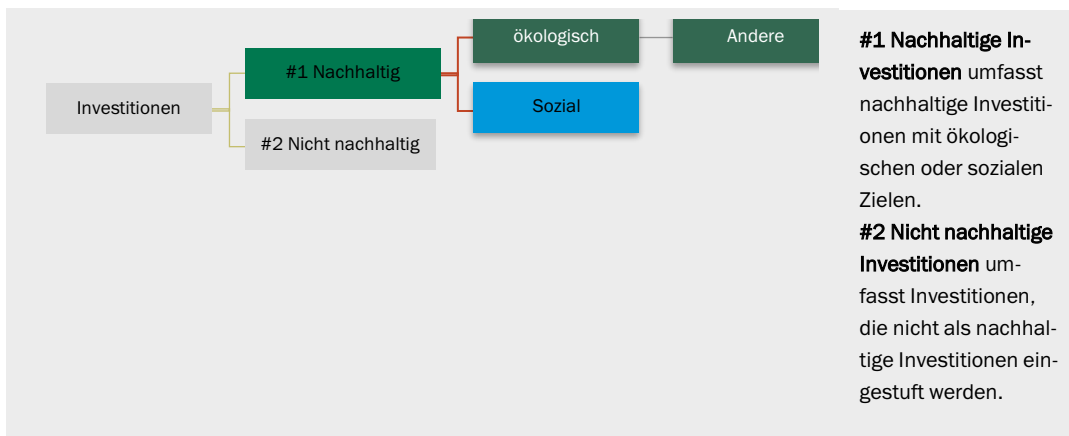 Investitionen
#1 Nachhaltig
#2 Nicht nachhaltig
ökologisch
Sozial
Andere
#1 Nachhaltige In-
vestitionen umfasst
nachhaltige Investiti-
onen mit ökologi-
schen oder sozialen
Zielen.
#2 Nicht nachhaltige
Investitionen um-
fasst Investitionen,
die nicht als nachhal-
tige Investitionen ein-
gestuft werden.